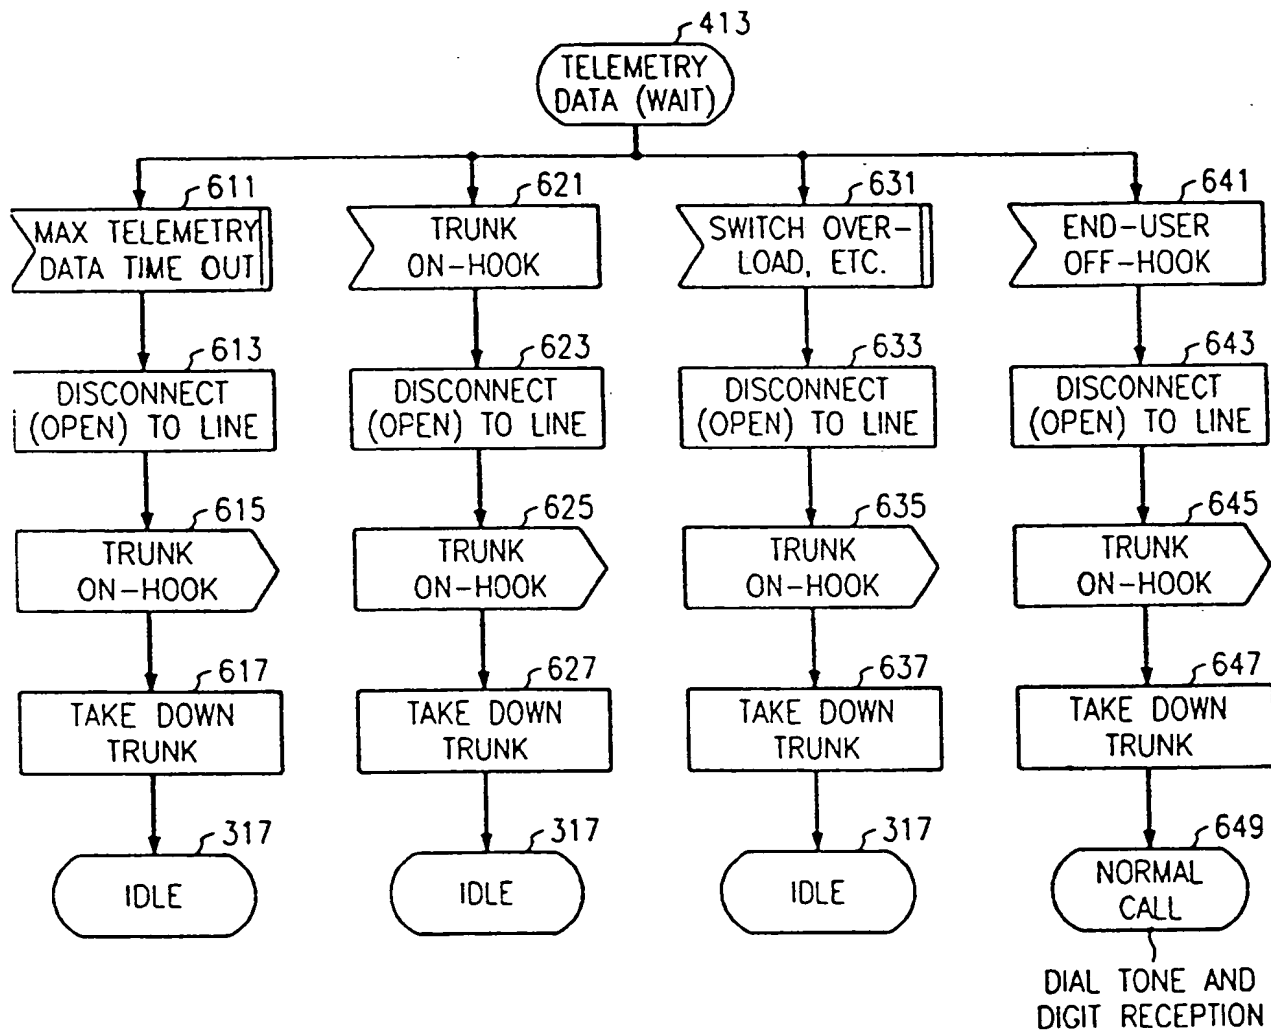 413
TELEMETRY
DATA (WAIT)
611
MAX TELEMETRY
DATA TIME OUT
621
TRUNK
ON-HOOK
631
SWITCH OVER-
LOAD, ETC.
641
END-USER
OFF-HOOK
613
DISCONNECT
(OPEN) TO LINE
623
DISCONNECT
(OPEN) TO LINE
633
DISCONNECT
(OPEN) TO LINE
643
DISCONNECT
(OPEN) TO LINE
615
TRUNK
ON-HOOK
625
TRUNK
ON-HOOK
635
TRUNK
ON-HOOK
645
TRUNK
ON-HOOK
617
TAKE DOWN
TRUNK
627
TAKE DOWN
TRUNK
637
TAKE DOWN
TRUNK
647
TAKE DOWN
TRUNK
317
IDLE
317
IDLE
317
IDLE
649
NORMAL
CALL
DIAL TONE AND
DIGIT RECEPTION